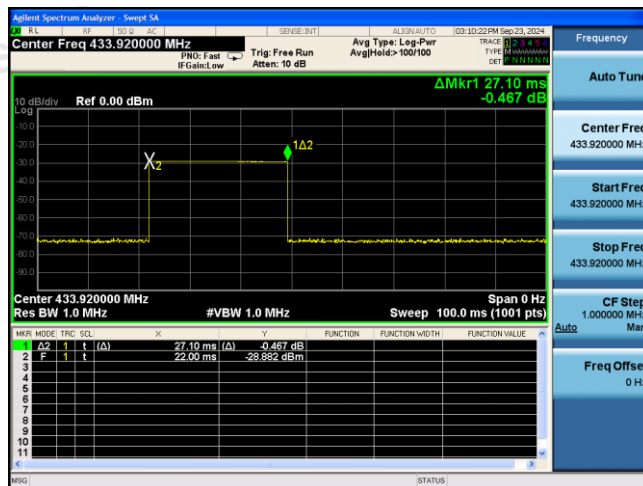 Agilent Spectrum Analyzer - Swept SA
RL RF 50 Ω AC SENSE:INT ALIGN AUTO 03:10:22 PM Sep 23, 2024
Center Freq 433.920000 MHz
PNO: Fast
IFGain:Low
Trig: Free Run
Atten: 10 dB
Avg Type: Log-Pwr
Avg|Hold:>100/100
TRACE 1 2 3 4 5 6
TYPE M
DET P N N N N N
ΔMkr1 27.10 ms
-0.467 dB
10 dB/div Ref 0.00 dBm
Log
-10.0
-20.0
-30.0
-40.0
-50.0
-60.0
-70.0
-80.0
-90.0
X2
1Δ2
Center 433.920000 MHz Span 0 Hz
Res BW 1.0 MHz #VBW 1.0 MHz Sweep 100.0 ms (1001 pts)
MKR MODE TRC SCL X Y FUNCTION FUNCTION WIDTH FUNCTION VALUE
1 Δ2 1 t (Δ) 27.10 ms (Δ) -0.467 dB
2 F 1 t 22.00 ms -28.882 dBm
3
4
5
6
7
8
9
10
11
MSG STATUS
Frequency
Auto Tune
Center Freq
433.920000 MHz
Start Freq
433.920000 MHz
Stop Freq
433.920000 MHz
CF Step
1.000000 MHz
Auto Man
Freq Offset
0 Hz